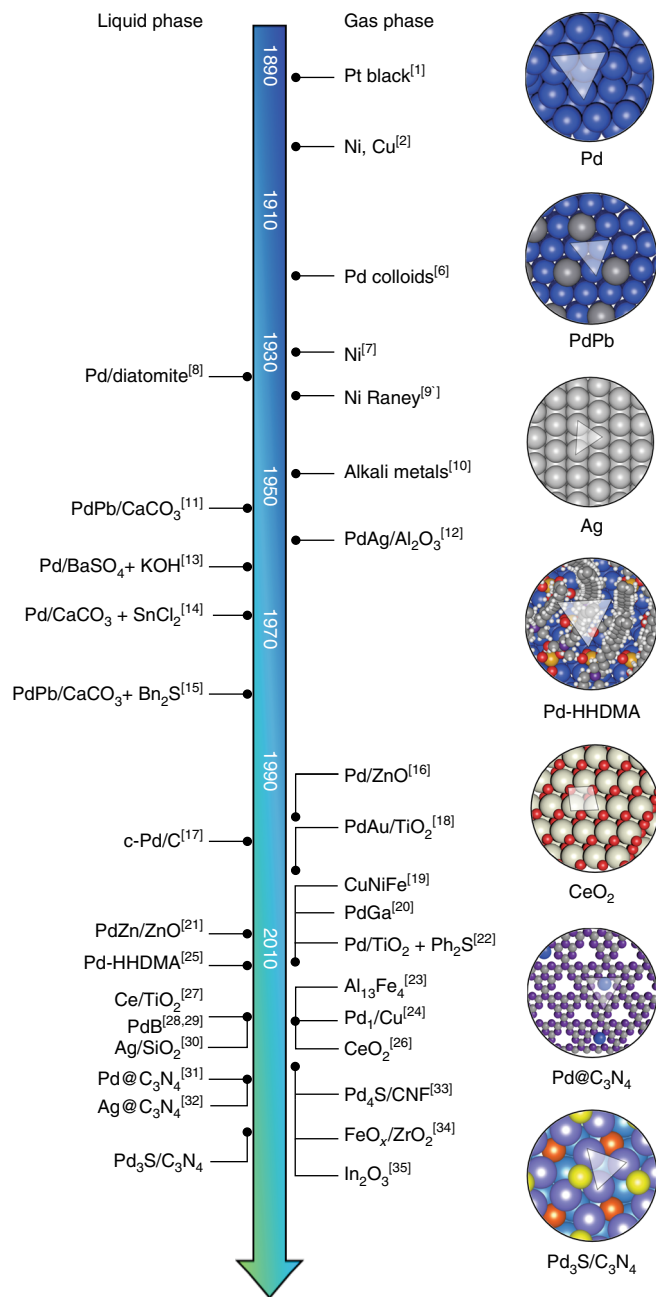 Liquid phase
Gas phase
1890
Pt black[1]
Pd
Ni, Cu[2]
1910
PdPb
Pd colloids[6]
1930
Ni[7]
Pd/diatomite[8]
Ni Raney[9`]
Ag
1950
Alkali metals[10]
PdPb/CaCO3[11]
PdAg/Al2O3[12]
Pd/BaSO4+ KOH[13]
Pd/CaCO3 + SnCl2[14]
1970
Pd-HHDMA
PdPb/CaCO3+ Bn2S[15]
1990
Pd/ZnO[16]
PdAu/TiO2[18]
c-Pd/C[17]
CuNiFe[19]
CeO2
PdGa[20]
PdZn/ZnO[21]
2010
Pd/TiO2 + Ph2S[22]
Pd-HHDMA[25]
Al13Fe4[23]
Ce/TiO2[27]
Pd1/Cu[24]
PdB[28,29]
Ag/SiO2[30]
CeO2[26]
Pd@C3N4
Pd@C3N4[31]
Pd4S/CNF[33]
Ag@C3N4[32]
FeOx/ZrO2[34]
Pd3S/C3N4
In2O3[35]
Pd3S/C3N4